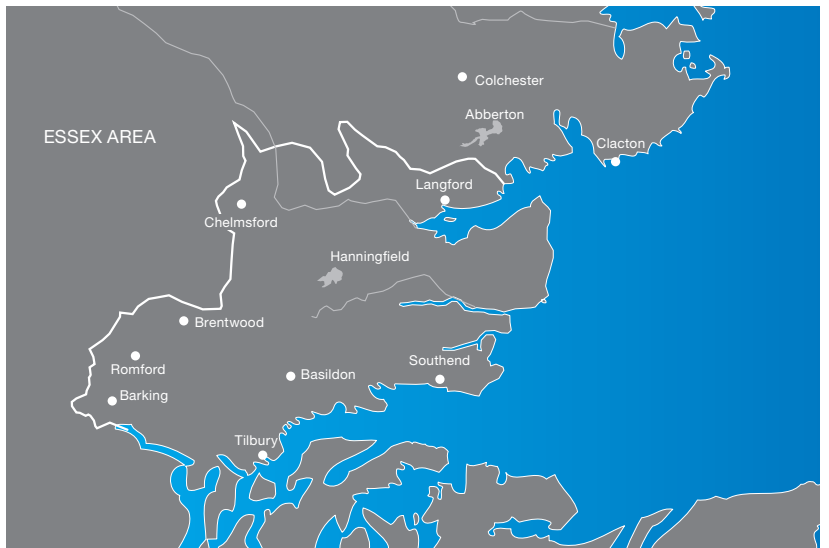 Colchester
Abberton
ESSEX AREA
Clacton
Langford
Chelmsford
Hanningfield
Brentwood
Southend
Romford
Basildon
Barking
Tilbury